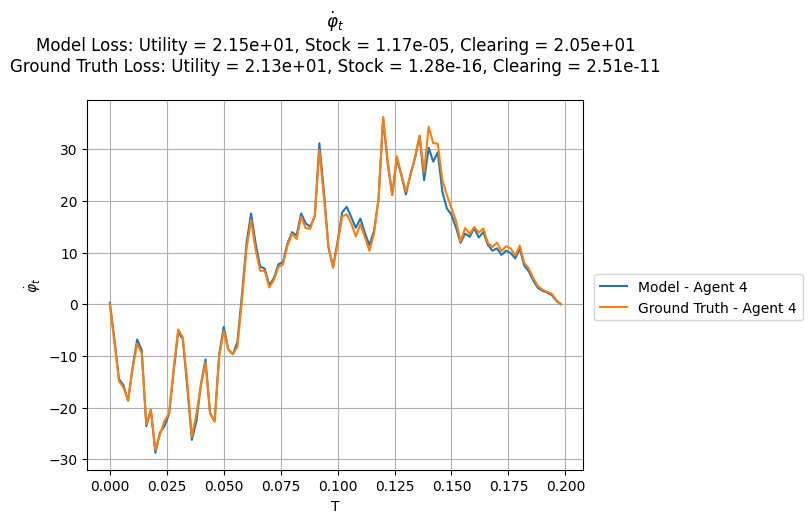 φ̇ₜ
Model Loss: Utility = 2.15e+01, Stock = 1.17e-05, Clearing = 2.05e+01
Ground Truth Loss: Utility = 2.13e+01, Stock = 1.28e-16, Clearing = 2.51e-11
30
20
10
0
−10
−20
−30
φ̇ₜ
0.000 0.025 0.050 0.075 0.100 0.125 0.150 0.175 0.200
T
Model - Agent 4
Ground Truth - Agent 4